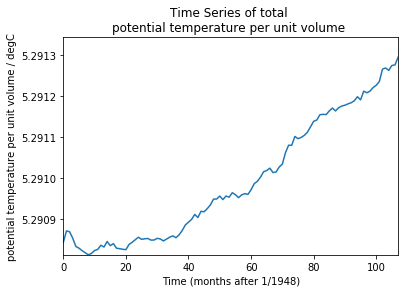 Time Series of total
potential temperature per unit volume
potential temperature per unit volume / degC
5.2913
5.2912
5.2911
5.2910
5.2909
0 20 40 60 80 100
Time (months after 1/1948)